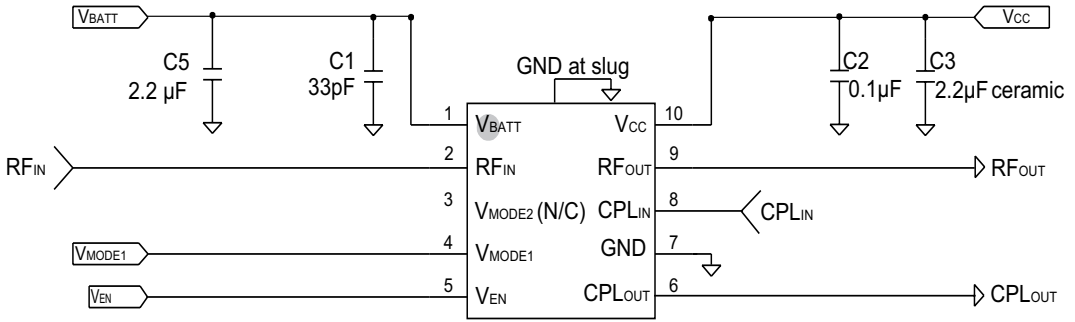 VBATT
VCC
C5
2.2 µF
C1
33pF
GND at slug
C2
0.1µF
C3
2.2µF ceramic
1
VBATT
VCC
10
RFIN
2
RFIN
RFOUT
9
RFOUT
3
VMODE2 (N/C)
CPLIN
8
CPLIN
VMODE1
4
VMODE1
GND
7
VEN
5
VEN
CPLOUT
6
CPLOUT